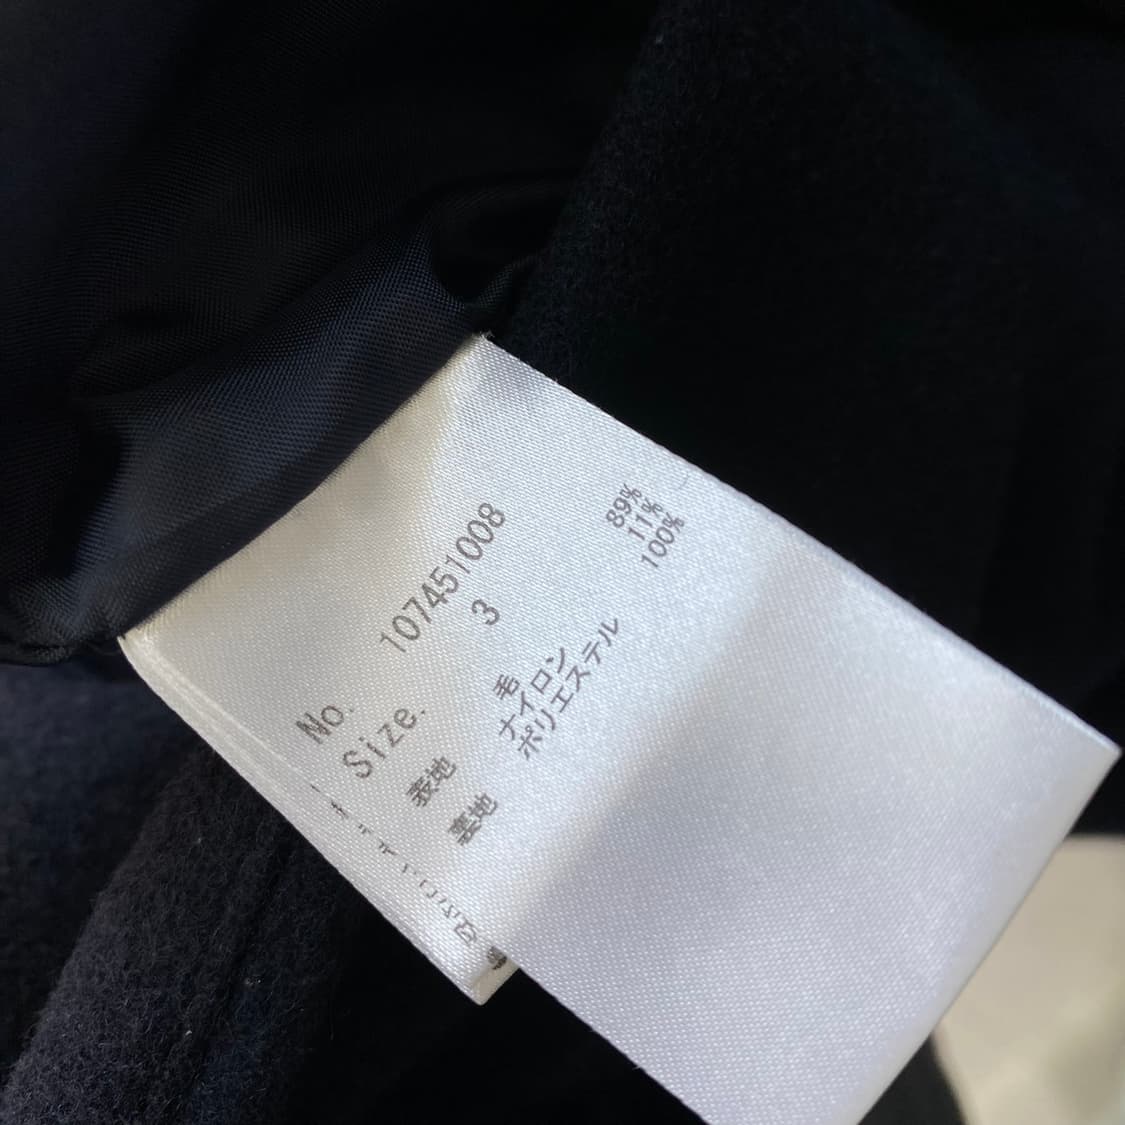 No. 107451008
Size. 3
表地 毛 89%
ナイロン 11%
裏地 ポリエステル 100%